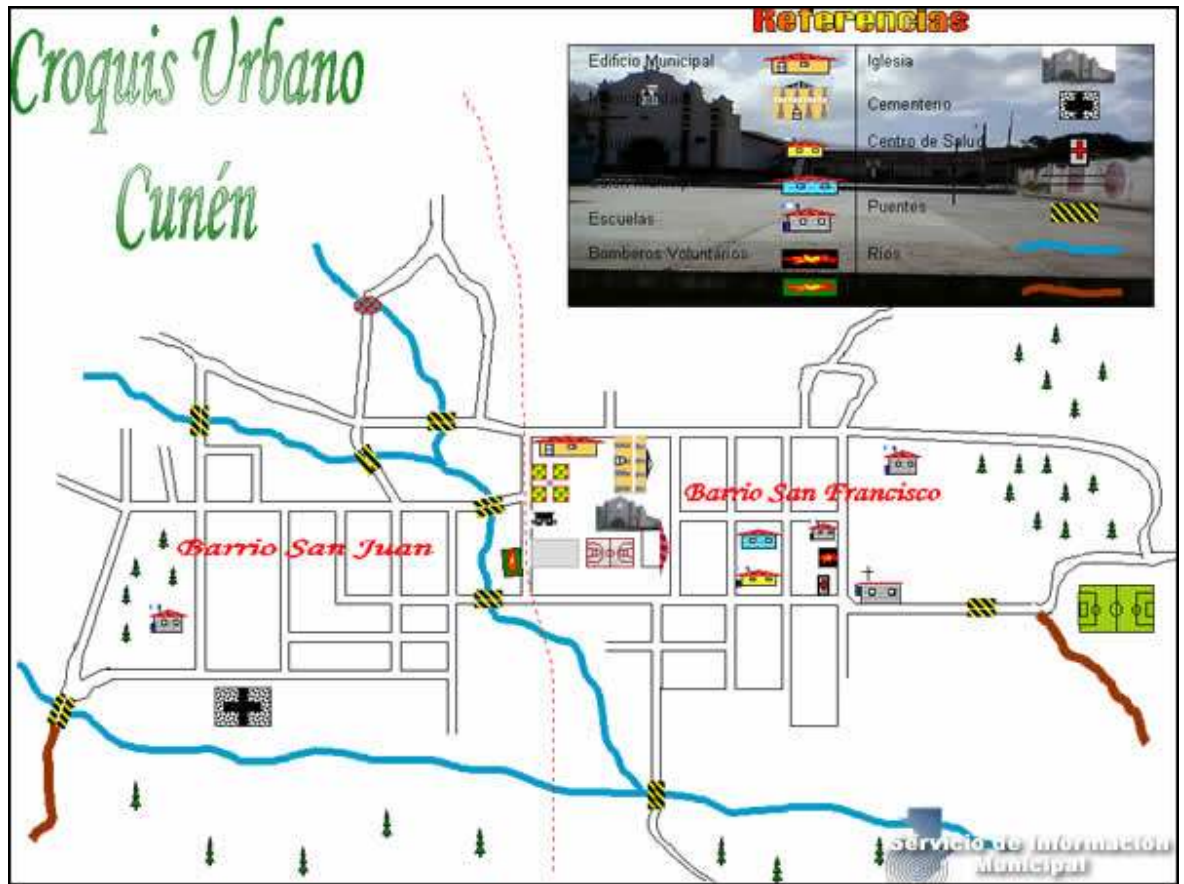 Croquis Urbano
Cunén
Referencias
Edificio Municipal
Escuelas
Bomberos Voluntários
Iglesia
Cementerio
Centro de Salud
Puentes
Ríos
Barrio San Francisco
Barrio San Juan
Servicio de Información
Municipal